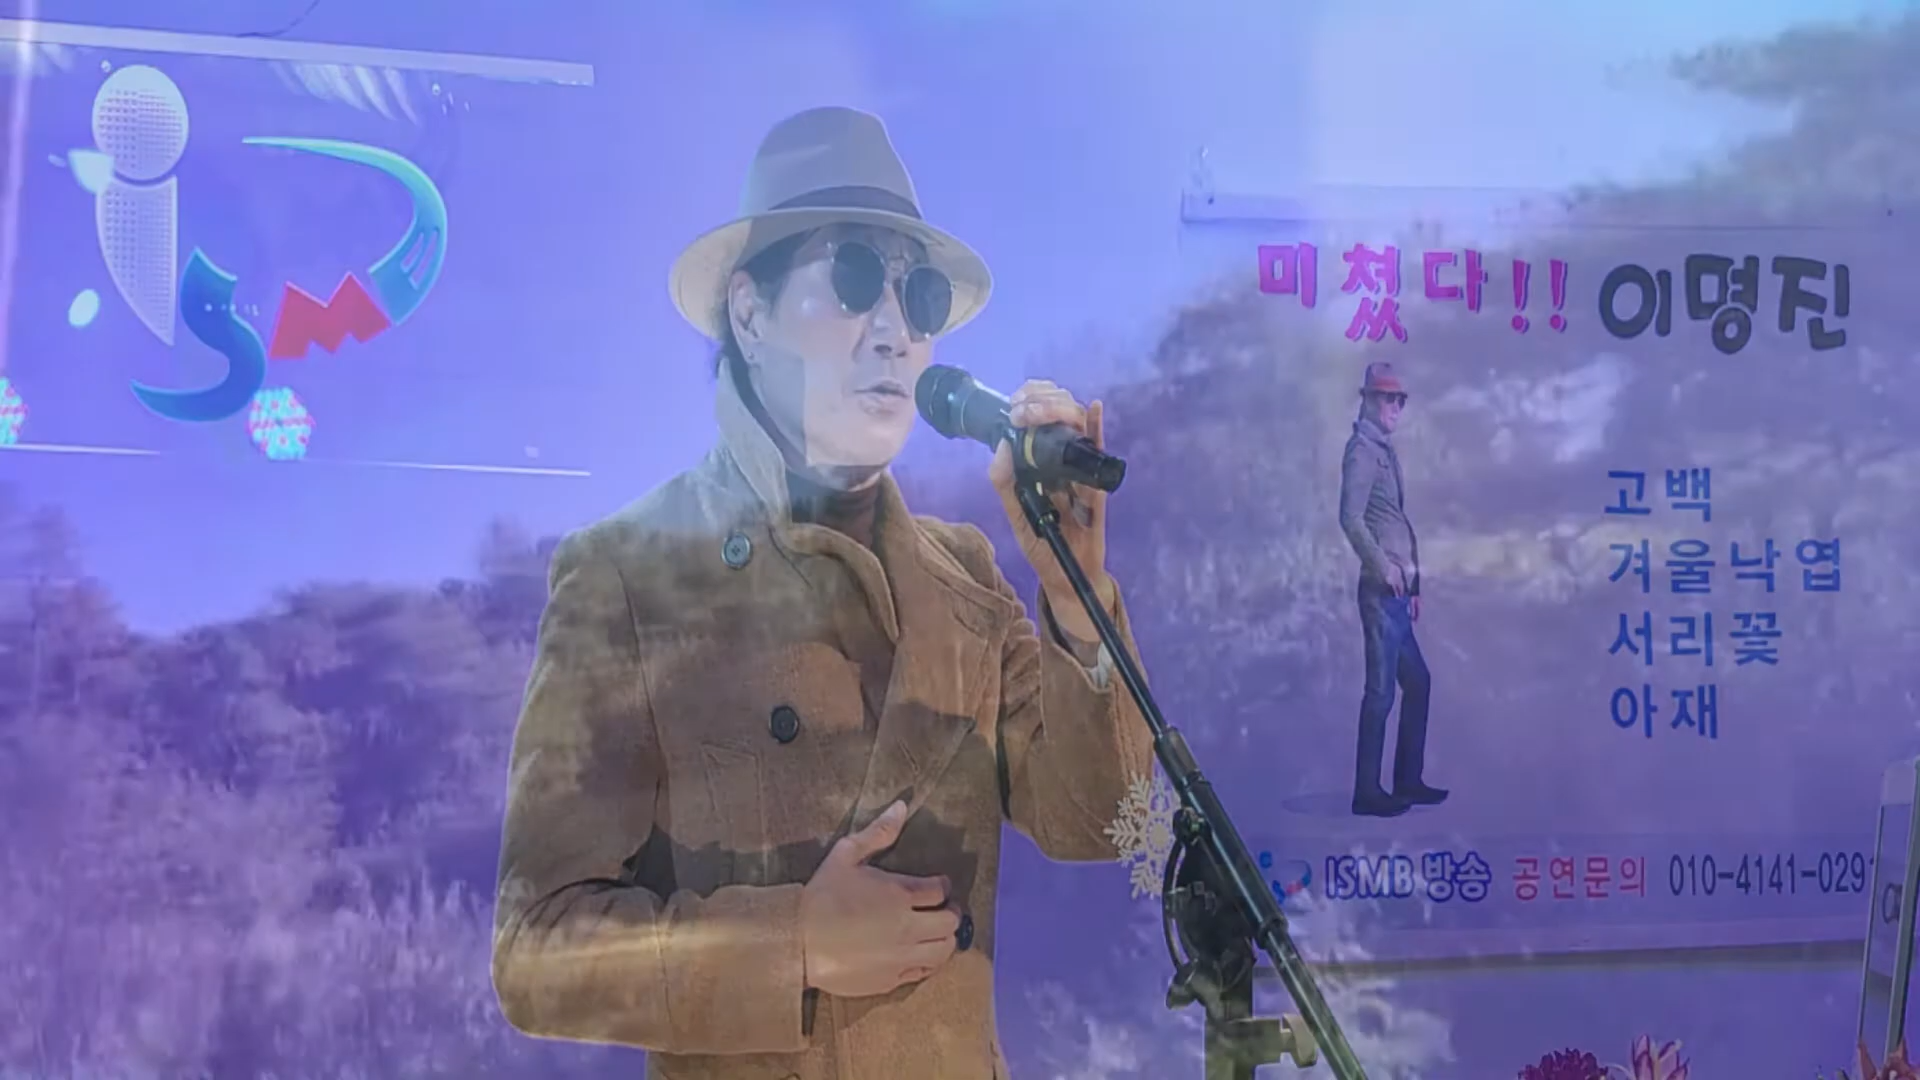 iSMB
미쳤다!! 이명진
고백
겨울낙엽
서리꽃
아재
ISMB 방송 공연문의 010-4141-029